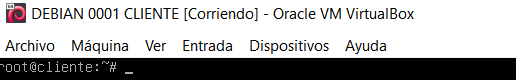 DEBIAN 0001 CLIENTE [Corriendo] - Oracle VM VirtualBox
Archivo Máquina Ver Entrada Dispositivos Ayuda
root@cliente:~# _